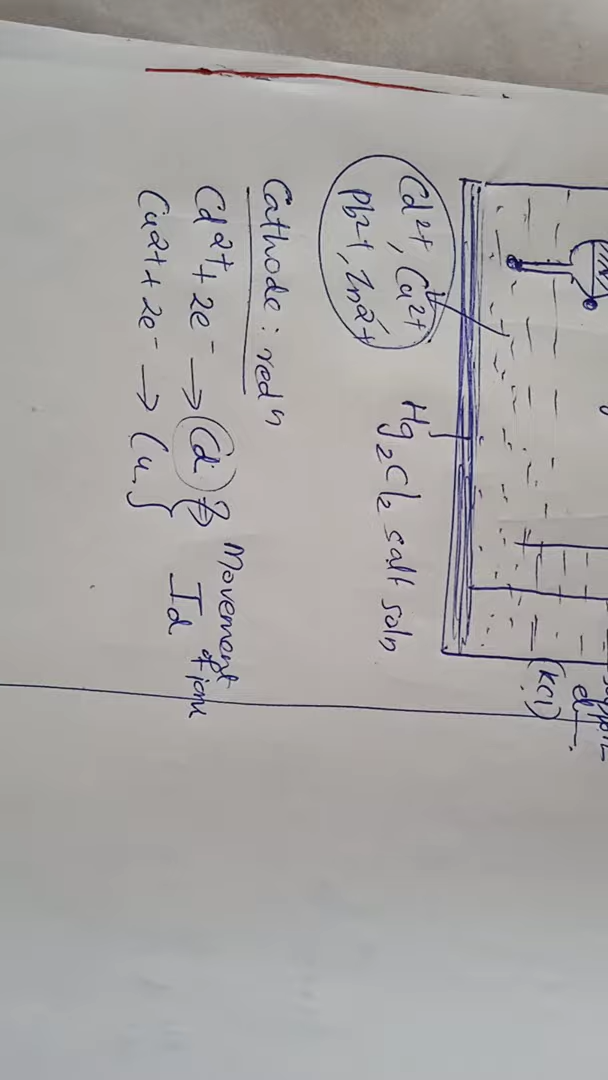 (KCl)
Cd2+, Cu2+
Pb2+, Zn2+
Hg2Cl2 salt soln
Cathode: redn
Movement of ions
Cd2+ + 2e- → Cd
Id
Cu2+ + 2e- → Cu